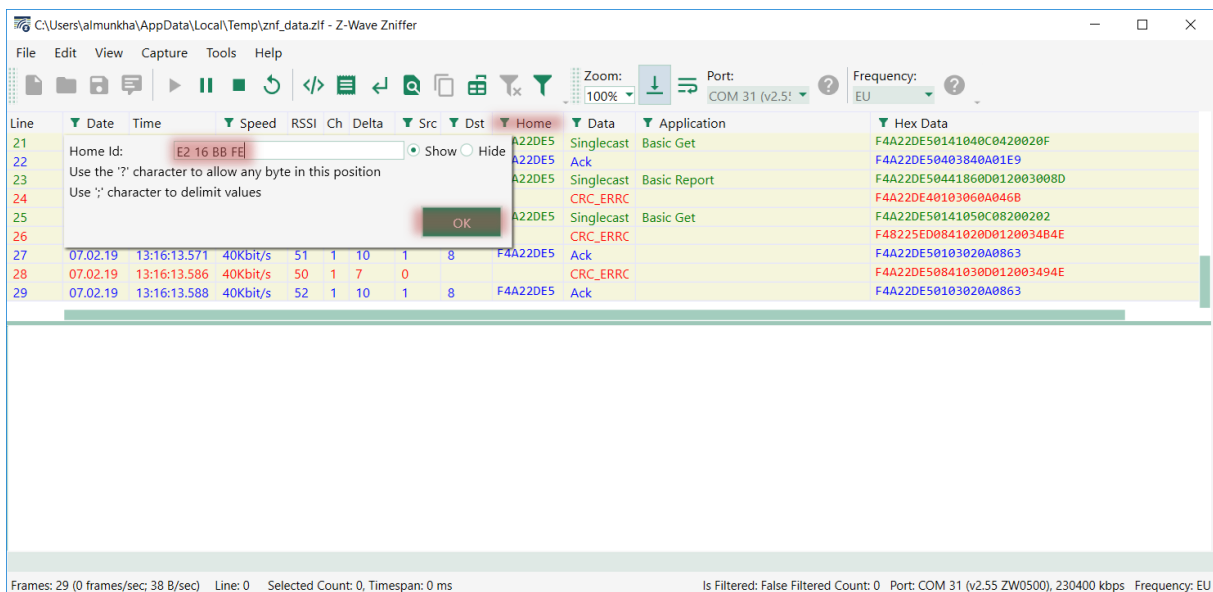 C:\Users\almunkha\AppData\Local\Temp\znf_data.zlf - Z-Wave Zniffer
File Edit View Capture Tools Help
Zoom: Port: Frequency:
100% COM 31 (v2.5! EU
Line Date Time Speed RSSI Ch Delta Src Dst Home Data Application Hex Data
21 A22DE5 Singlecast Basic Get F4A22DE50141040C0420020F
22 A22DE5 Ack F4A22DE50403840A01E9
23 A22DE5 Singlecast Basic Report F4A22DE50441860D012003008D
24 CRC_ERRC F4A22DE40103060A046B
25 A22DE5 Singlecast Basic Get F4A22DE50141050C08200202
26 CRC_ERRC F48225ED0841020D0120034B4E
Home Id: E2 16 BB FE Show Hide
Use the '?' character to allow any byte in this position
Use ';' character to delimit values
OK
27 07.02.19 13:16:13.571 40Kbit/s 51 1 10 1 8 F4A22DE5 Ack F4A22DE50103020A0863
28 07.02.19 13:16:13.586 40Kbit/s 50 1 7 0 CRC_ERRC F4A22DE50841030D012003494E
29 07.02.19 13:16:13.588 40Kbit/s 52 1 10 1 8 F4A22DE5 Ack F4A22DE50103020A0863
Frames: 29 (0 frames/sec; 38 B/sec) Line: 0 Selected Count: 0, Timespan: 0 ms Is Filtered: False Filtered Count: 0 Port: COM 31 (v2.55 ZW0500), 230400 kbps Frequency: EU